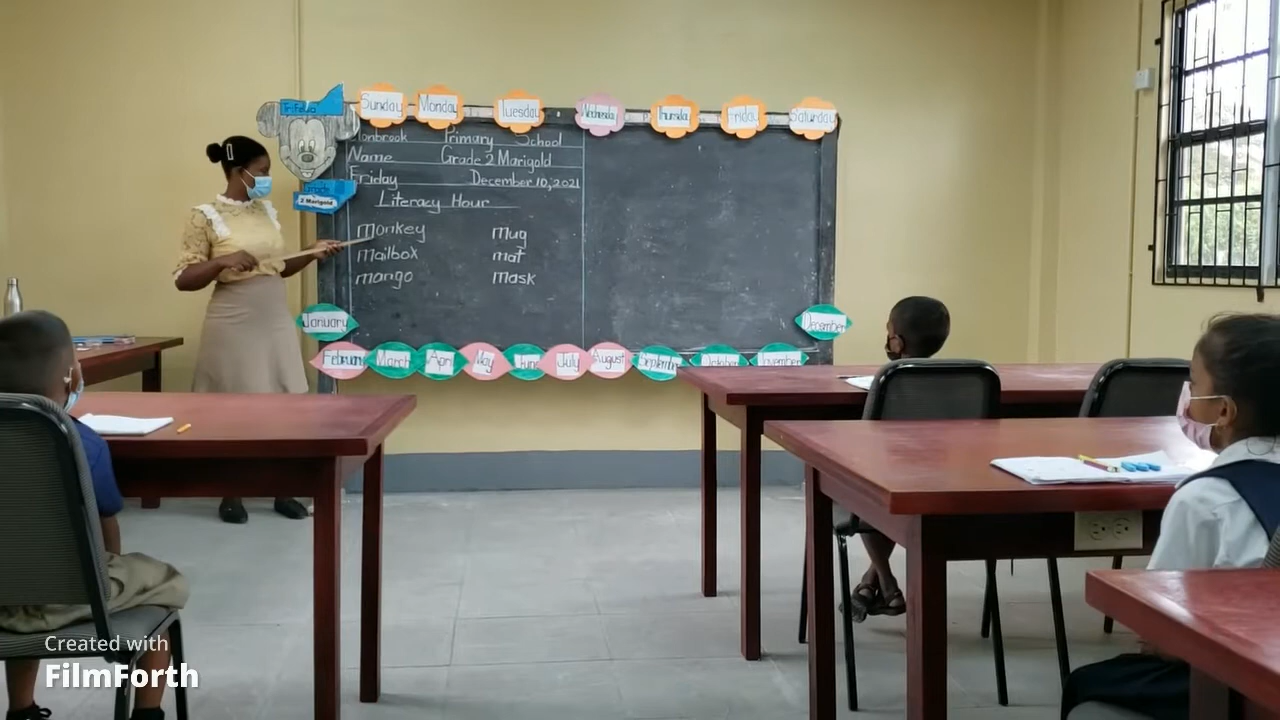 Sunday Monday Tuesday Wednesday Thursday Friday Saturday
Primary School
Name Grade 2 Marigold
Friday December 10, 2021
Literacy Hour
monkey mug
mailbox mat
mango mask
2 Marigold
January
February March April May June July August September October November
December
Created with
FilmForth